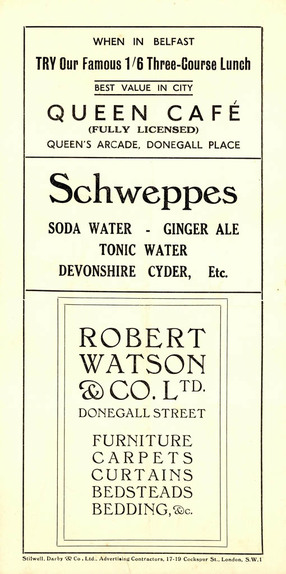 WHEN IN BELFAST
TRY Our Famous 1/6 Three-Course Lunch
BEST VALUE IN CITY
QUEEN CAFÉ
(FULLY LICENSED)
QUEEN'S ARCADE, DONEGALL PLACE
Schweppes
SODA WATER - GINGER ALE
TONIC WATER
DEVONSHIRE CYDER, Etc.
ROBERT
WATSON
& CO. LTD.
DONEGALL STREET
FURNITURE
CARPETS
CURTAINS
BEDSTEADS
BEDDING, &c.
Stilwell, Darby & Co., Ltd., Advertising Contractors, 17-19 Cockspur St., London, S.W.1